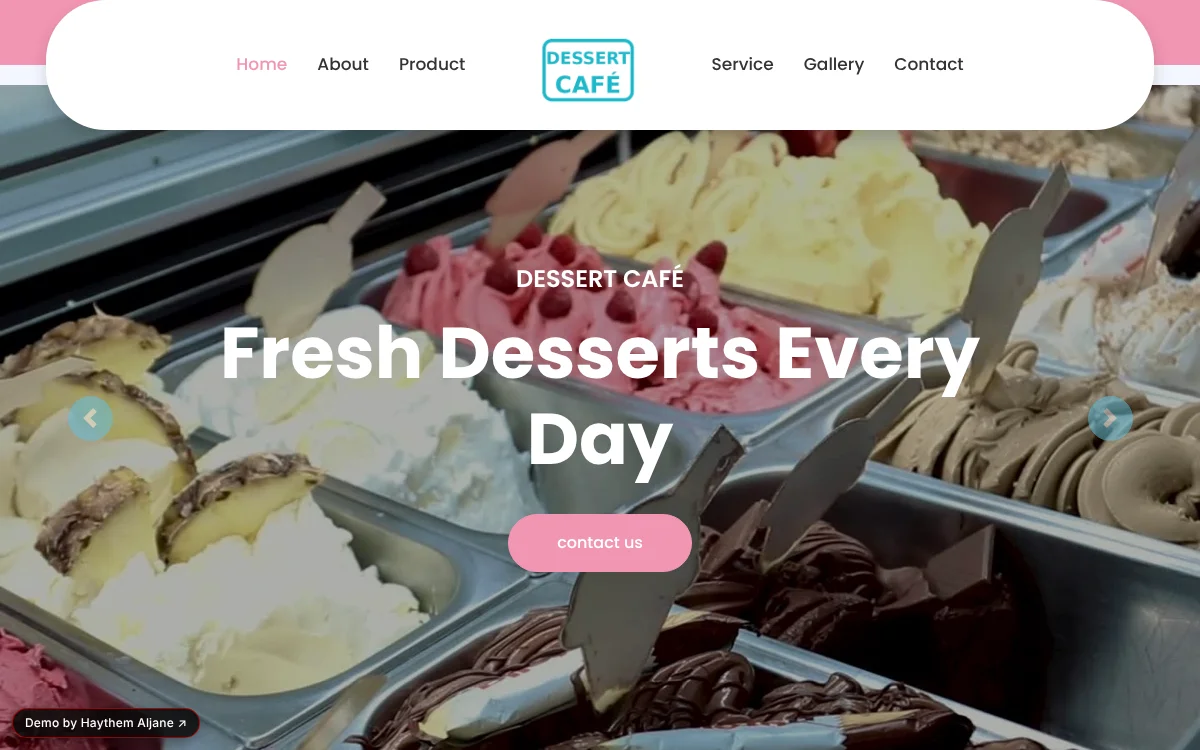 Home
About
Product
DESSERT
CAFÉ
Service
Gallery
Contact
DESSERT CAFÉ
Fresh Desserts Every
Day
contact us
Demo by Haythem Aljane ↗